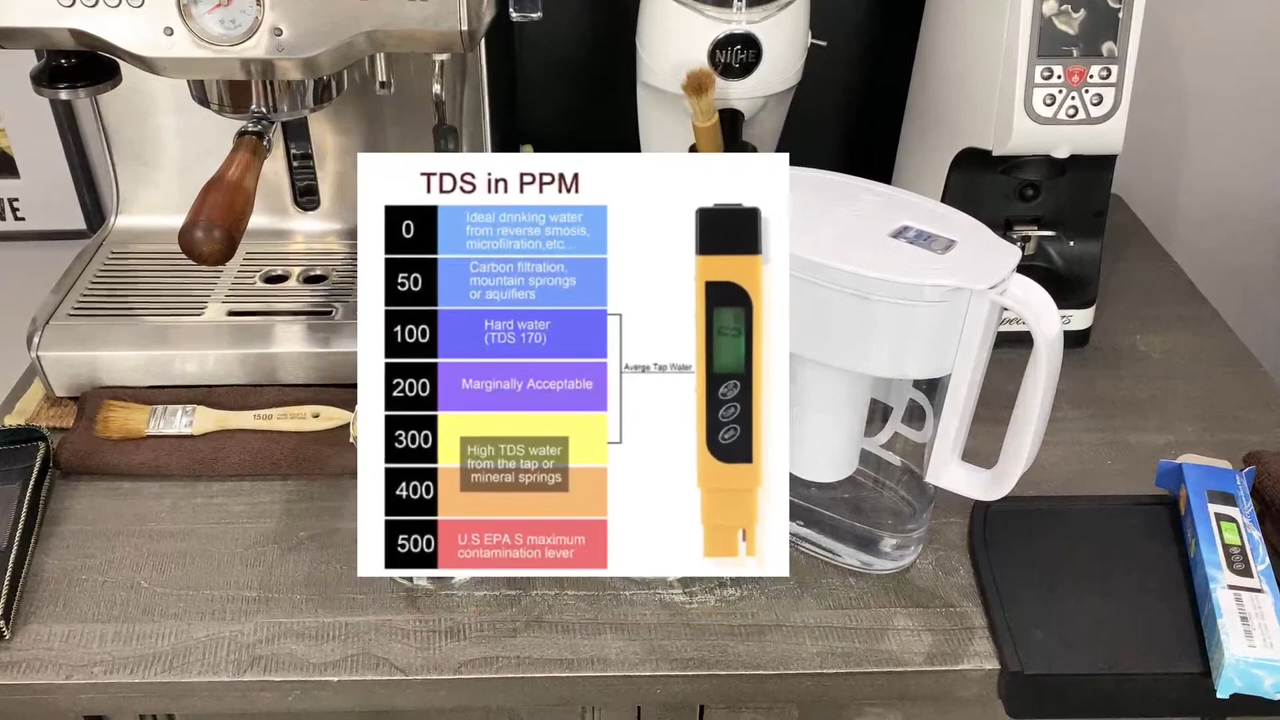 NICHE
VE
TDS in PPM
0
Ideal drinking water
from reverse smosis,
microfilration,etc...
50
Carbon filtration,
mountain sprongs
or aquifiers
100
Hard water
(TDS 170)
Averge Tap Water
200
Marginally Acceptable
300
High TDS water
from the tap or
mineral springs
400
500
U.S EPA S maximum
contamination lever
1500